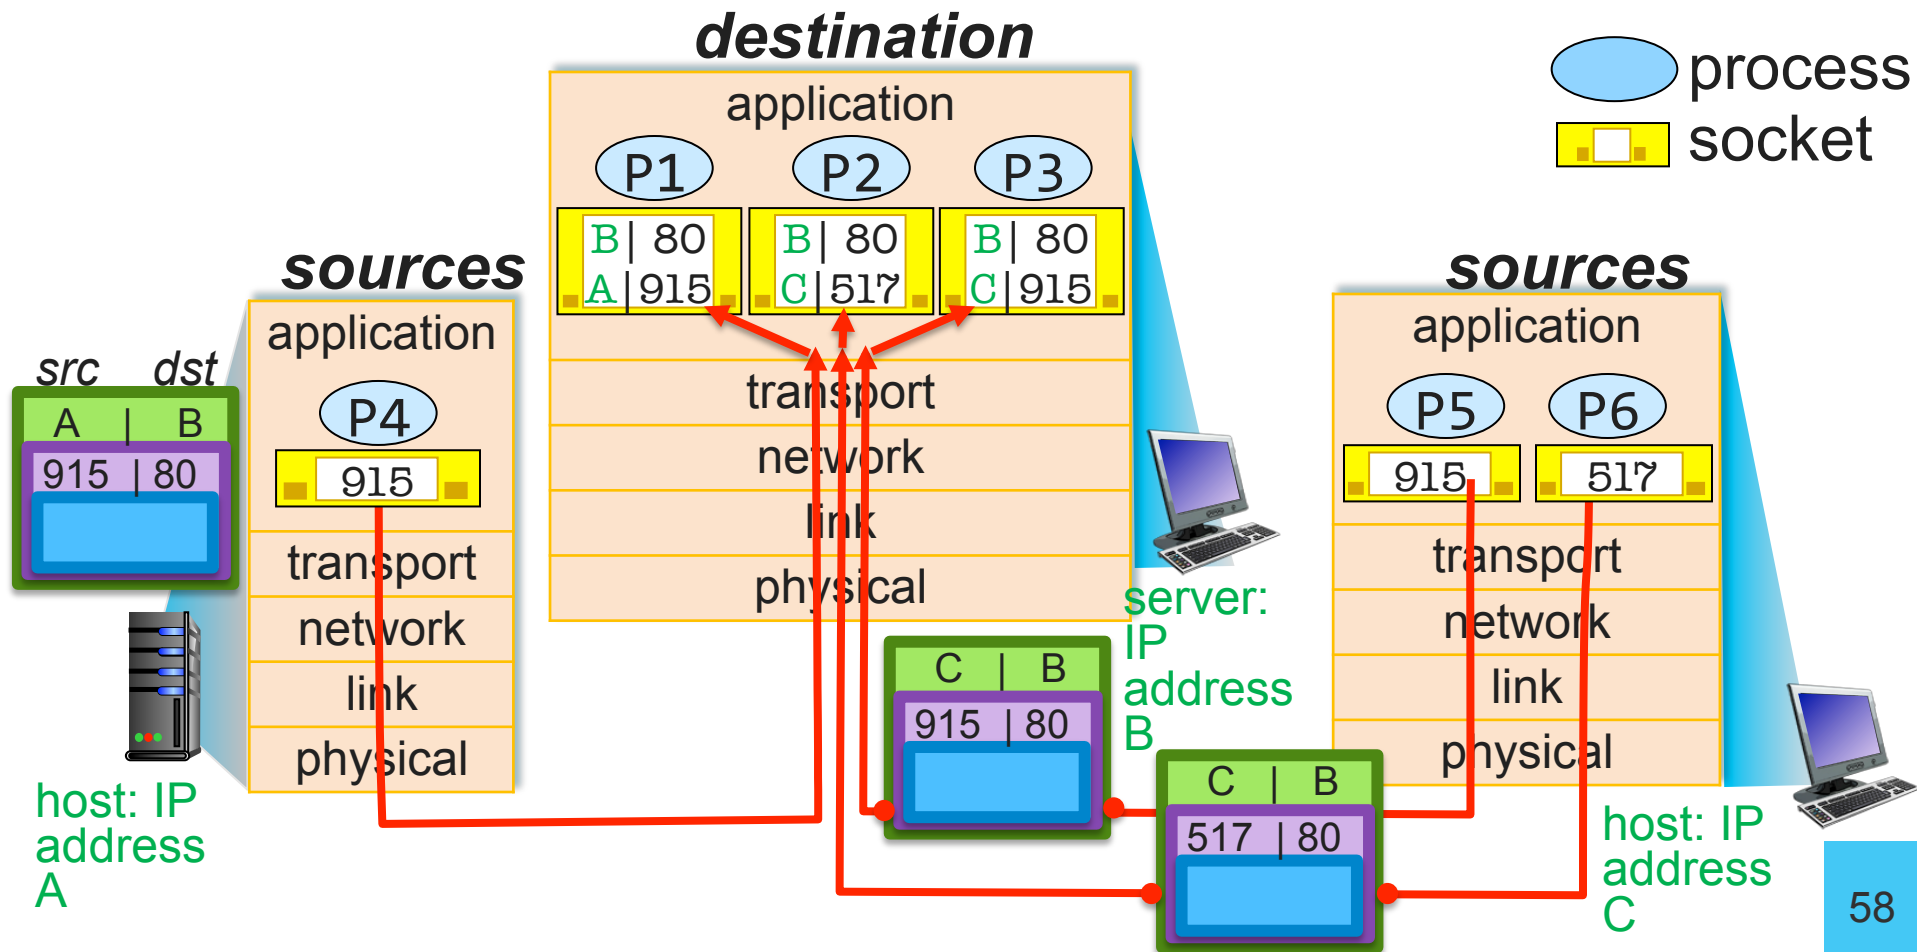 destination
process
socket
application
P1 P2 P3
B| 80
A|915
B| 80
C|517
B| 80
C|915
transport
network
link
physical
server:
IP
address
B
sources
application
P4
915
transport
network
link
physical
src dst
A | B
915 | 80
host: IP
address
A
sources
application
P5 P6
915 517
transport
network
link
physical
C | B
915 | 80
C | B
517 | 80
host: IP
address
C
58